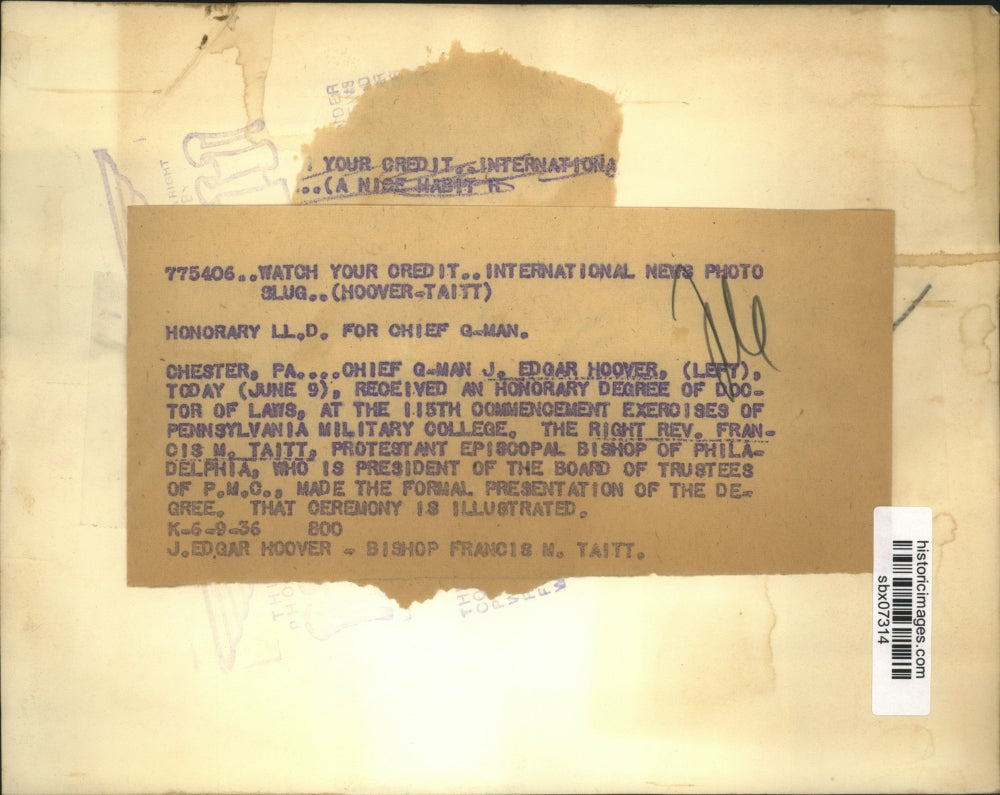 YOUR CREDIT..INTERNATIONA
..(A NICE HABIT
775406..WATCH YOUR CREDIT..INTERNATIONAL NEWS PHOTO
SLUG..(HOOVER-TAITT)
HONORARY LL.D. FOR CHIEF G-MAN.
CHESTER, PA....CHIEF G-MAN J. EDGAR HOOVER, (LEFT),
TODAY (JUNE 9), RECEIVED AN HONORARY DEGREE OF DOC-
TOR OF LAWS, AT THE 115TH COMMENCEMENT EXERCISES OF
PENNSYLVANIA MILITARY COLLEGE. THE RIGHT REV. FRAN-
CIS M. TAITT, PROTESTANT EPISCOPAL BISHOP OF PHILA-
DELPHIA, WHO IS PRESIDENT OF THE BOARD OF TRUSTEES
OF P.M.C., MADE THE FORMAL PRESENTATION OF THE DE-
GREE. THAT CEREMONY IS ILLUSTRATED.
K-6-9-36 800
J.EDGAR HOOVER - BISHOP FRANCIS M. TAITT.
historicimages.com
sbx07314